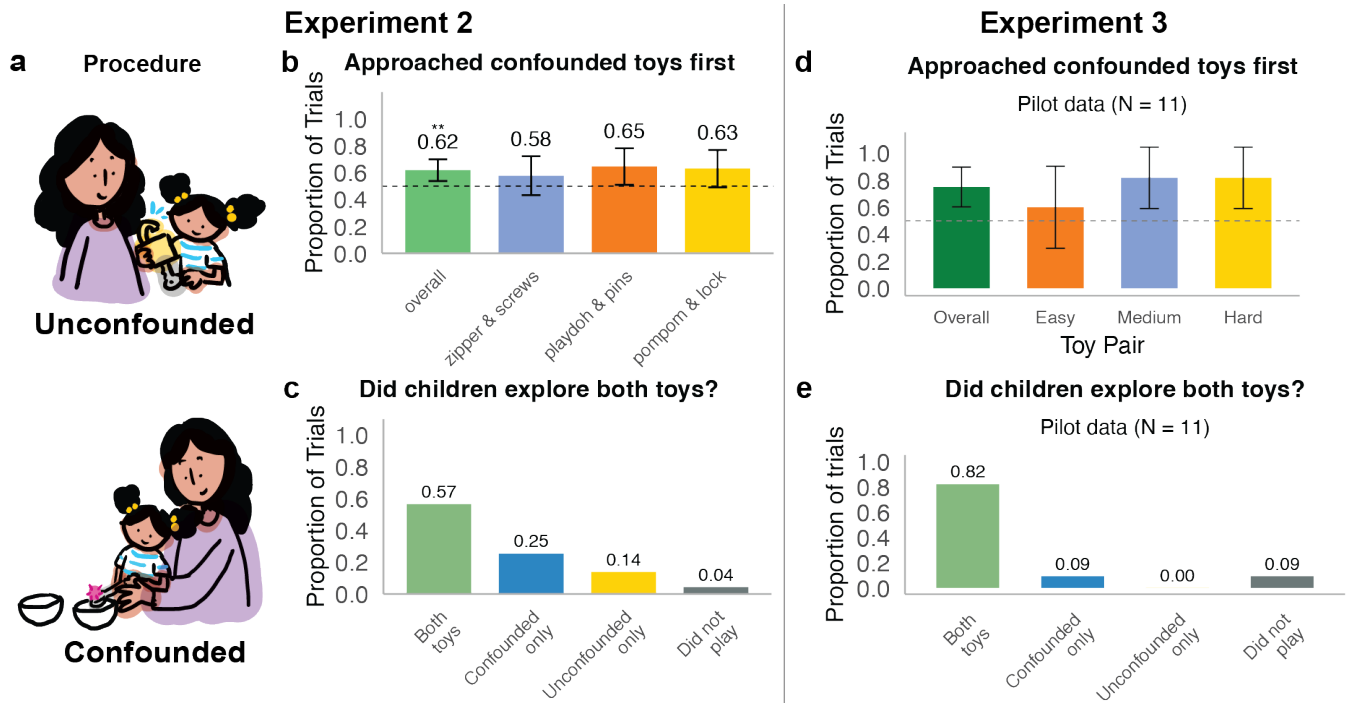 Experiment 2
a
Procedure
Unconfounded
Confounded
b
Approached confounded toys first
Proportion of Trials
1.0
0.8
0.6
0.4
0.2
0.0
**
0.62
0.58
0.65
0.63
overall
zipper & screws
playdoh & pins
pompom & lock
c
Did children explore both toys?
Proportion of Trials
1.0
0.8
0.6
0.4
0.2
0.0
0.57
0.25
0.14
0.04
Both
toys
Confounded
only
Unconfounded
only
Did not
play
Experiment 3
d
Approached confounded toys first
Pilot data (N = 11)
Proportion of Trials
1.0
0.8
0.6
0.4
0.2
0.0
Overall
Easy
Medium
Hard
Toy Pair
e
Did children explore both toys?
Pilot data (N = 11)
Proportion of trials
1.0
0.8
0.6
0.4
0.2
0.0
0.82
0.09
0.00
0.09
Both
toys
Confounded
only
Unconfounded
only
Did not
play